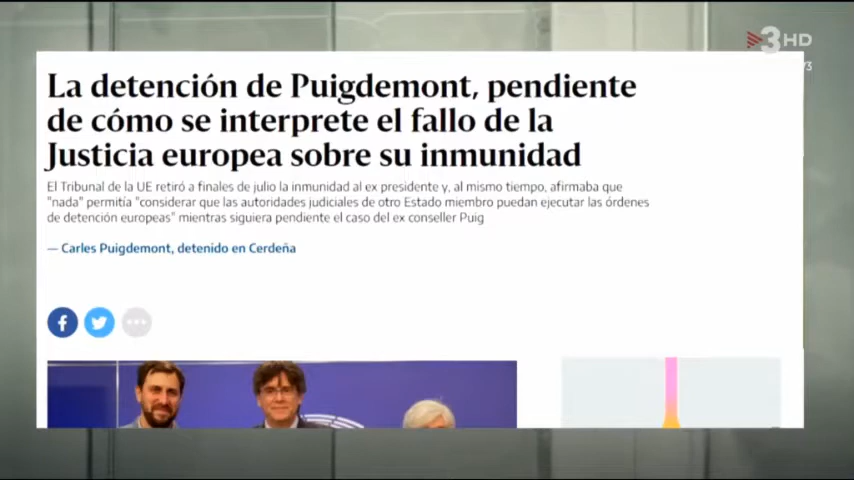 3HD
/3
La detención de Puigdemont, pendiente
de cómo se interprete el fallo de la
Justicia europea sobre su inmunidad
El Tribunal de la UE retiró a finales de julio la inmunidad al ex presidente y, al mismo tiempo, afirmaba que
"nada" permitía "considerar que las autoridades judiciales de otro Estado miembro puedan ejecutar las órdenes
de detención europeas" mientras siguiera pendiente el caso del ex conseller Puig
— Carles Puigdemont, detenido en Cerdeña